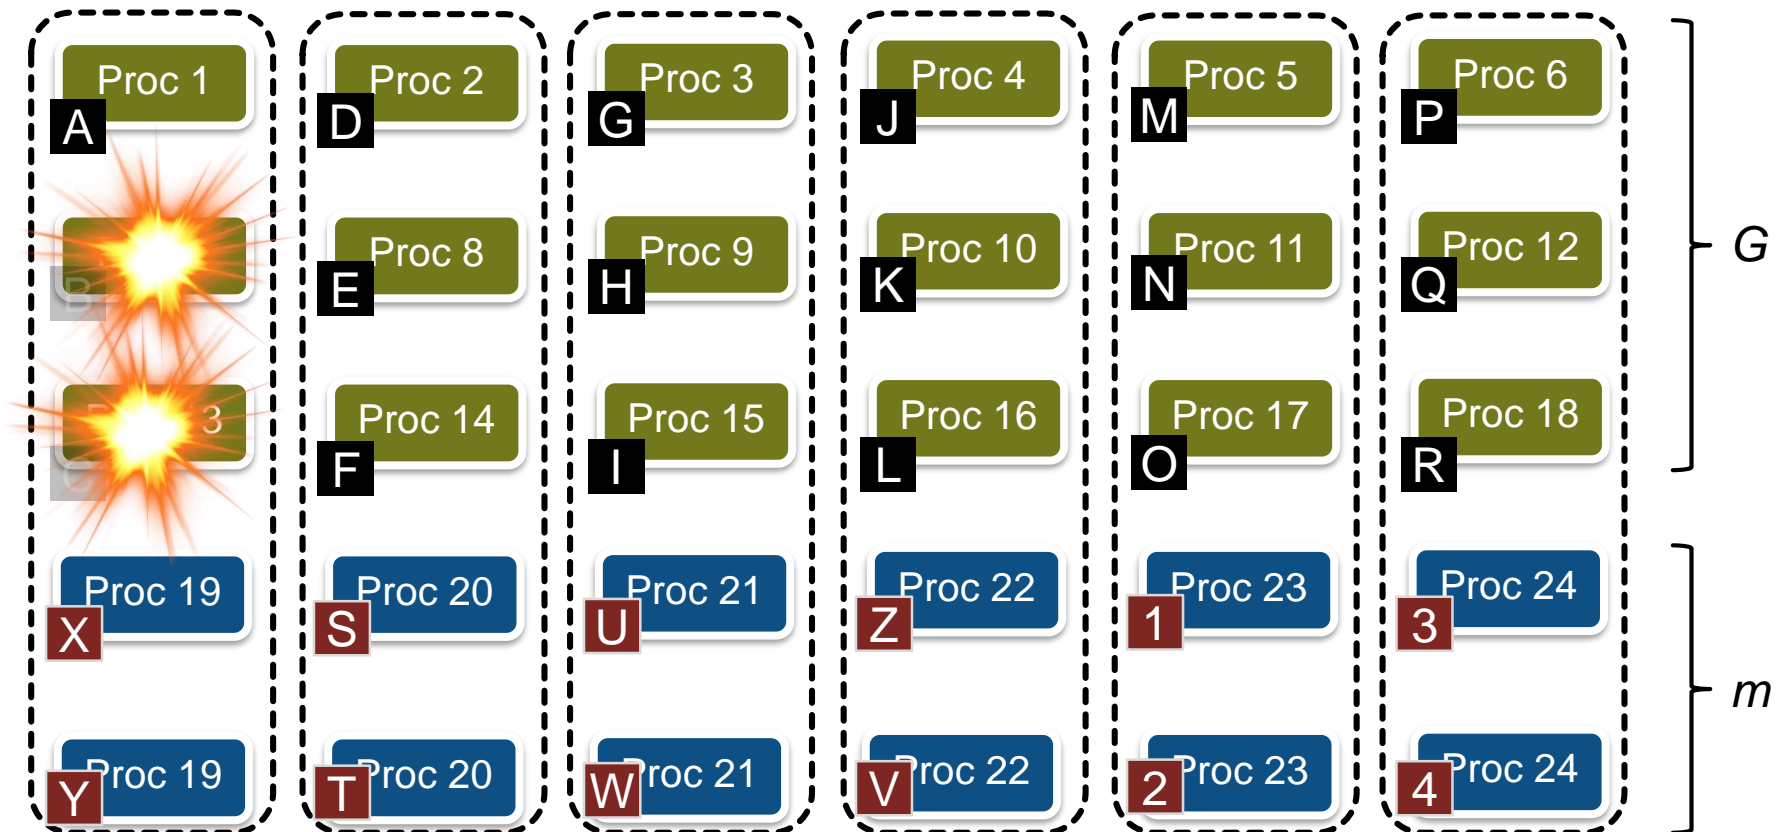 Proc 1
Proc 2
Proc 3
Proc 4
Proc 5
Proc 6
A
D
G
J
M
P
Proc 8
Proc 9
Proc 10
Proc 11
Proc 12
G
B
E
H
K
N
Q
3
Proc 14
Proc 15
Proc 16
Proc 17
Proc 18
C
F
I
L
O
R
Proc 19
Proc 20
Proc 21
Proc 22
Proc 23
Proc 24
X
S
U
Z
1
3
m
Proc 19
Proc 20
Proc 21
Proc 22
Proc 23
Proc 24
Y
T
W
V
2
4